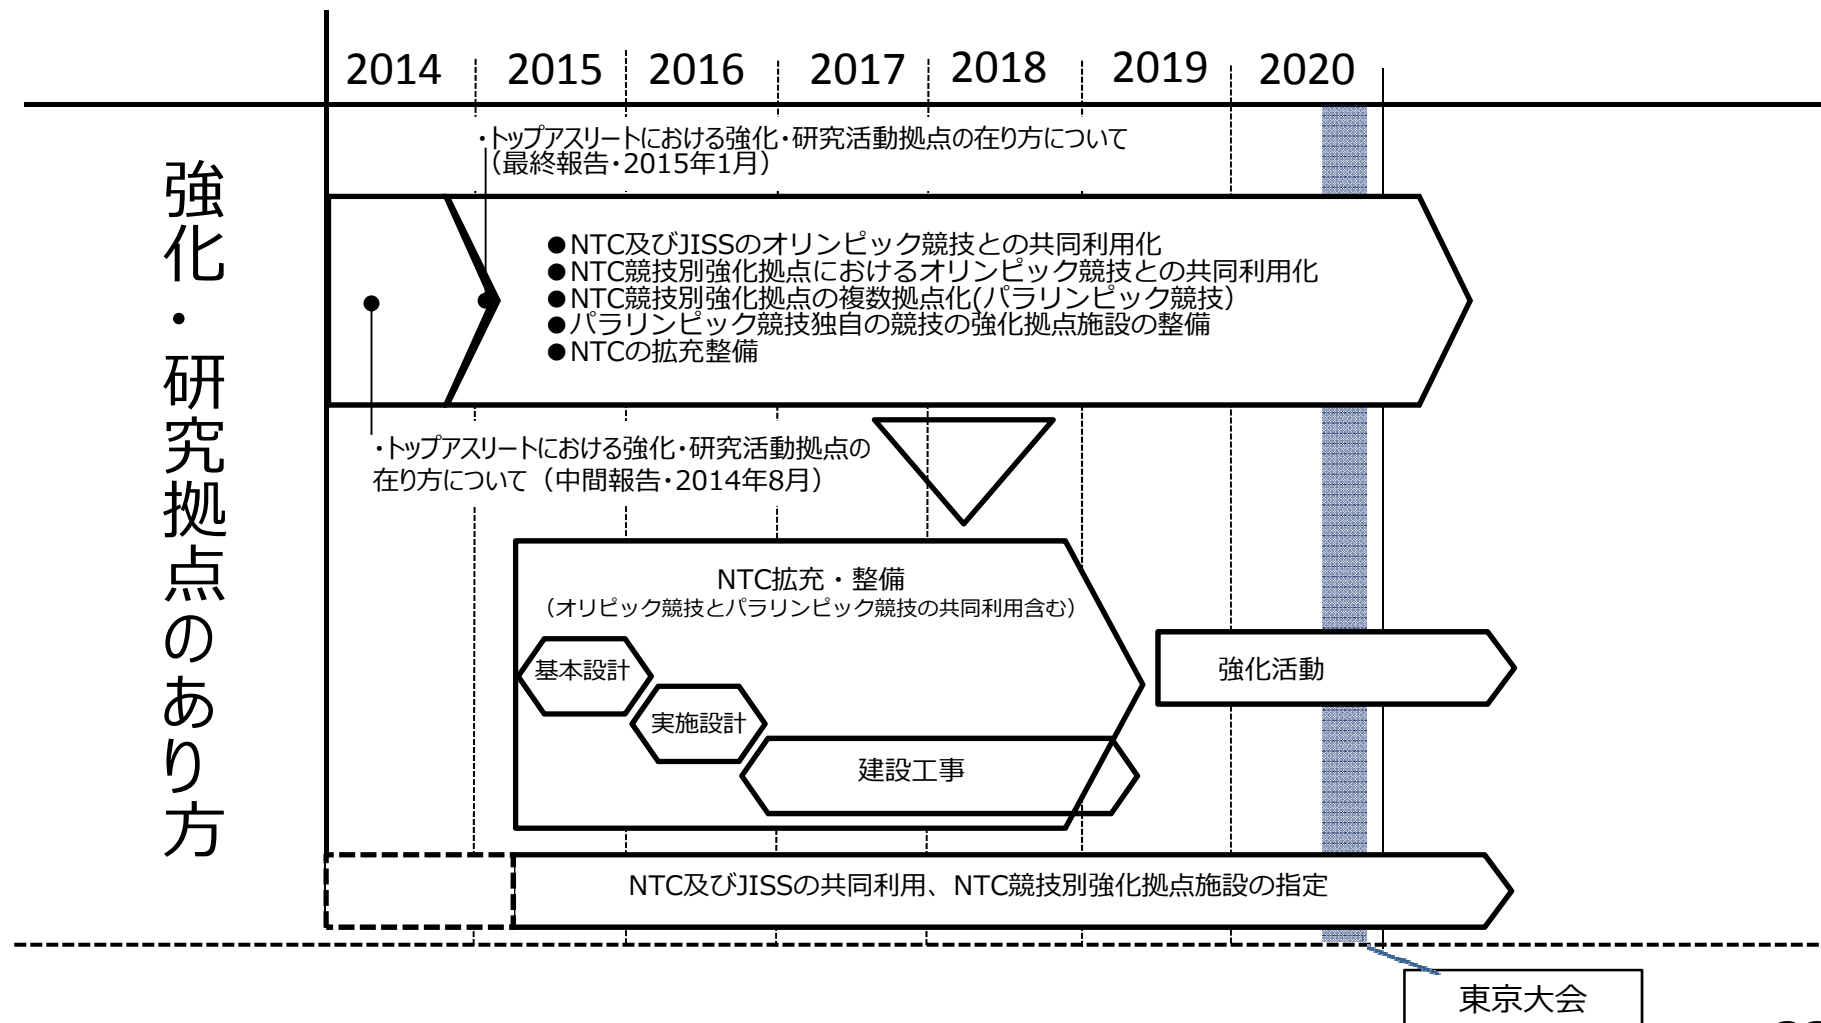 2014 2015 2016 2017 2018 2019 2020
強化・研究拠点のあり方
・トップアスリートにおける強化・研究活動拠点の在り方について
（最終報告・2015年1月）
●NTC及びJISSのオリンピック競技との共同利用化
●NTC競技別強化拠点におけるオリンピック競技との共同利用化
●NTC競技別強化拠点の複数拠点化(パラリンピック競技）
●パラリンピック競技独自の競技の強化拠点施設の整備
●NTCの拡充整備
・トップアスリートにおける強化・研究活動拠点の
在り方について（中間報告・2014年8月）
NTC拡充・整備
（オリピック競技とパラリンピック競技の共同利用含む）
基本設計
実施設計
建設工事
強化活動
NTC及びJISSの共同利用、NTC競技別強化拠点施設の指定
東京大会